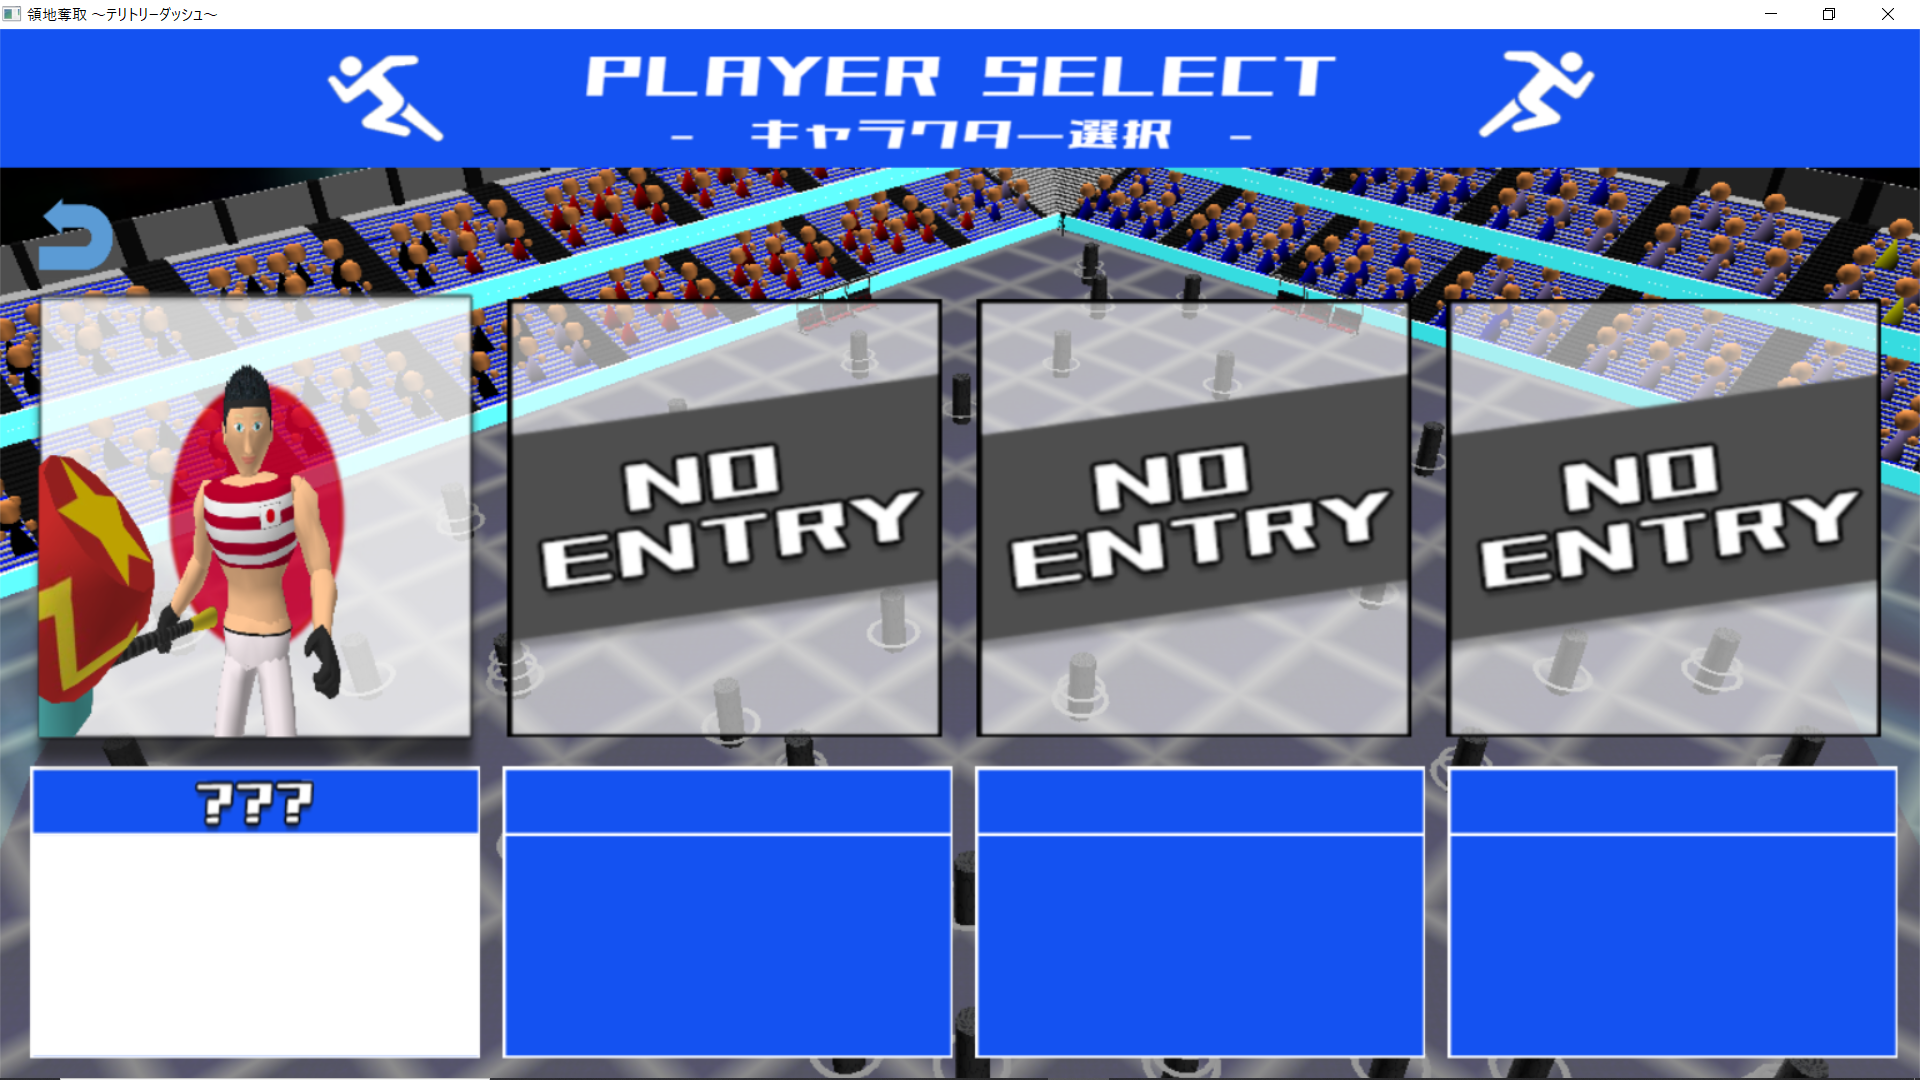 領地奪取 ～テリトリーダッシュ～
PLAYER SELECT
- キャラクター選択 -
NO
ENTRY
NO
ENTRY
NO
ENTRY
???